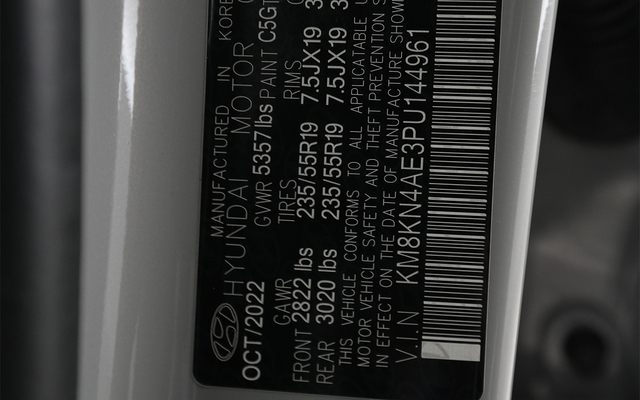 MANUFACTURED IN KORE
HYUNDAI MOTOR
OCT/2022 GVWR 5357lbs PAINT C5G
GAWR TIRES RIMS
FRONT 2822 lbs 235/55R19 7.5JX19
REAR 3020 lbs 235/55R19 7.5JX19
THIS VEHICLE CONFORMS TO ALL APPLICABLE
MOTOR VEHICLE SAFETY AND THEFT PREVENTION
IN EFFECT ON THE DATE OF MANUFACTURE SHOW
V.I.N KM8KN4AE3PU144961